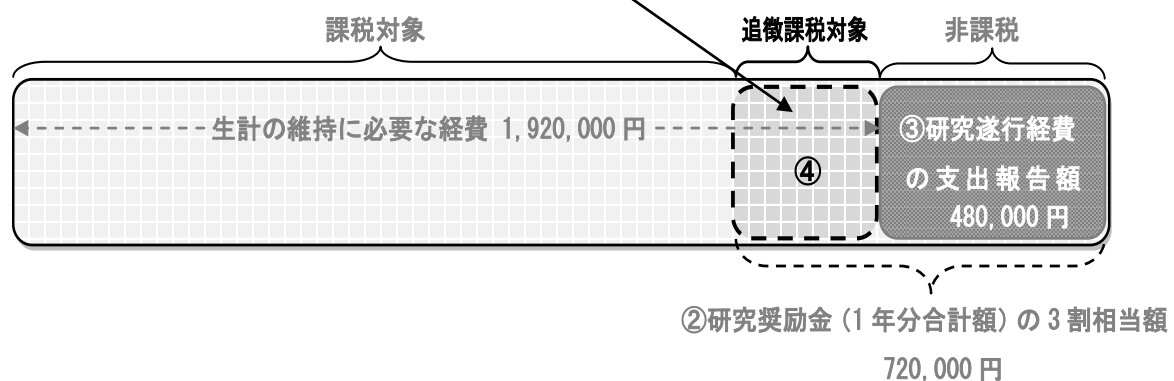 課税対象
追徴課税対象
非課税
生計の維持に必要な経費 1,920,000 円
④
③研究遂行経費
の支出報告額
480,000 円
②研究奨励金（1 年分合計額）の 3 割相当額
720,000 円